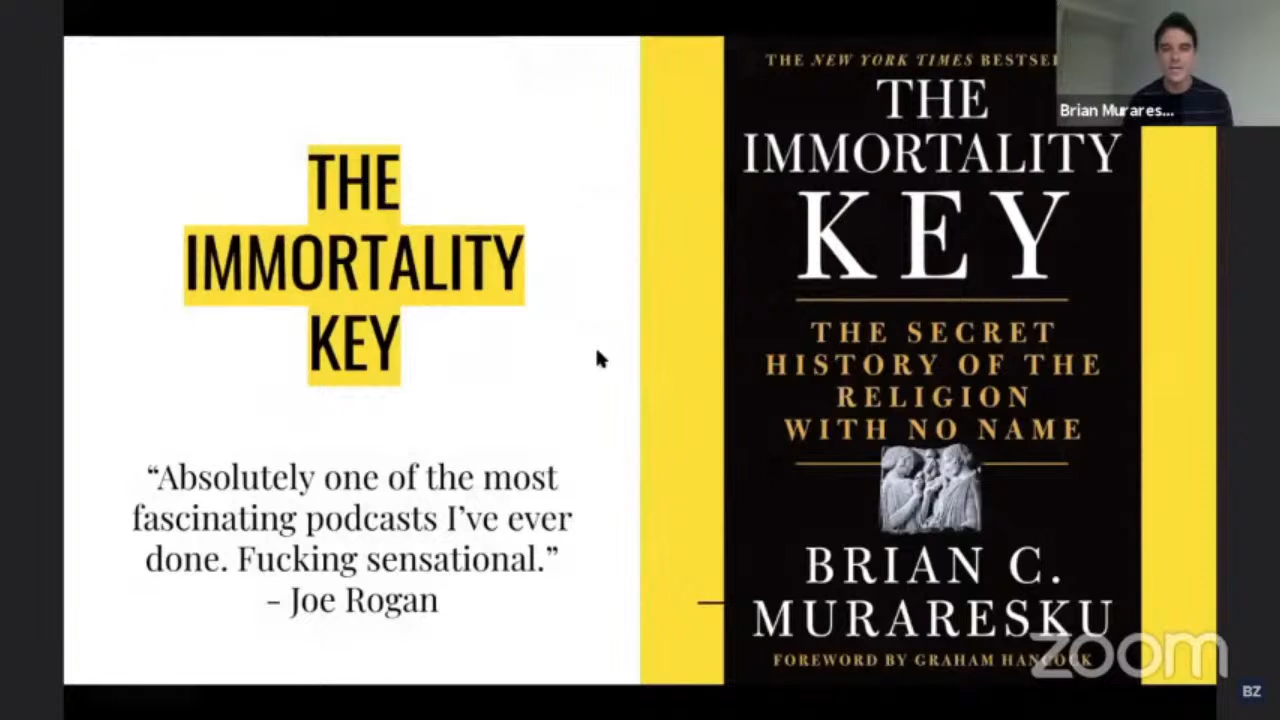 THE
IMMORTALITY
KEY
“Absolutely one of the most
fascinating podcasts I’ve ever
done. Fucking sensational.”
- Joe Rogan
THE NEW YORK TIMES
THE
IMMORTALITY
KEY
THE SECRET
HISTORY OF THE
RELIGION
WITH NO NAME
BRIAN C.
MURARESKU
FOREWORD BY GRAHAM HANCOCK
Brian Murares...
zoom
BZ